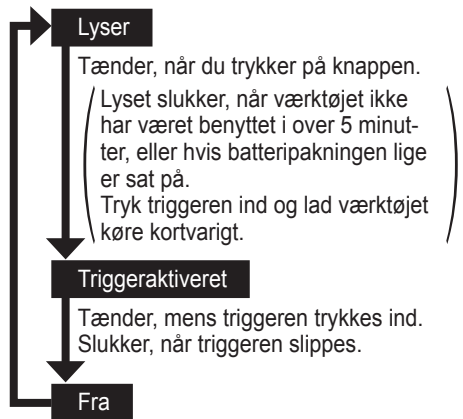 Lyser
Tænder, når du trykker på knappen.
Lyset slukker, når værktøjet ikke
har været benyttet i over 5 minut-
ter, eller hvis batteripakningen lige
er sat på.
Tryk triggeren ind og lad værktøjet
køre kortvarigt.
Triggeraktiveret
Tænder, mens triggeren trykkes ind.
Slukker, når triggeren slippes.
Fra